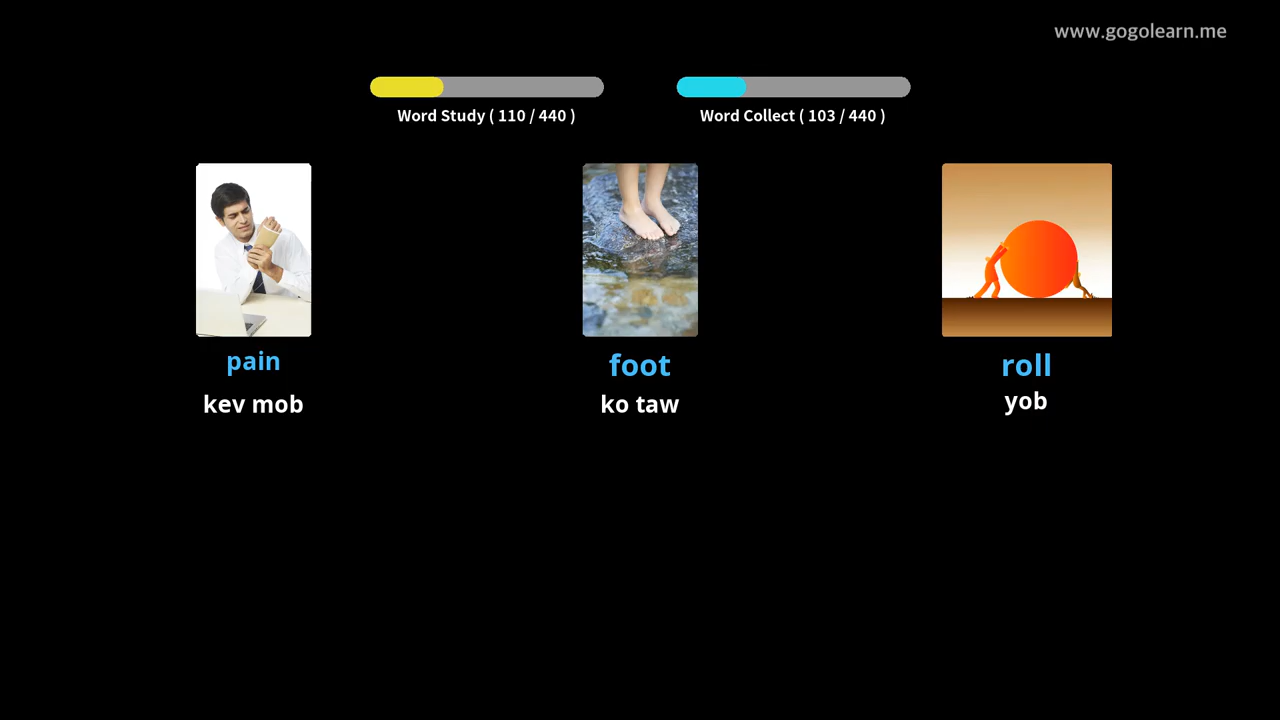 www.gogolearn.me
Word Study ( 110 / 440 )
Word Collect ( 103 / 440 )
pain
kev mob
foot
ko taw
roll
yob